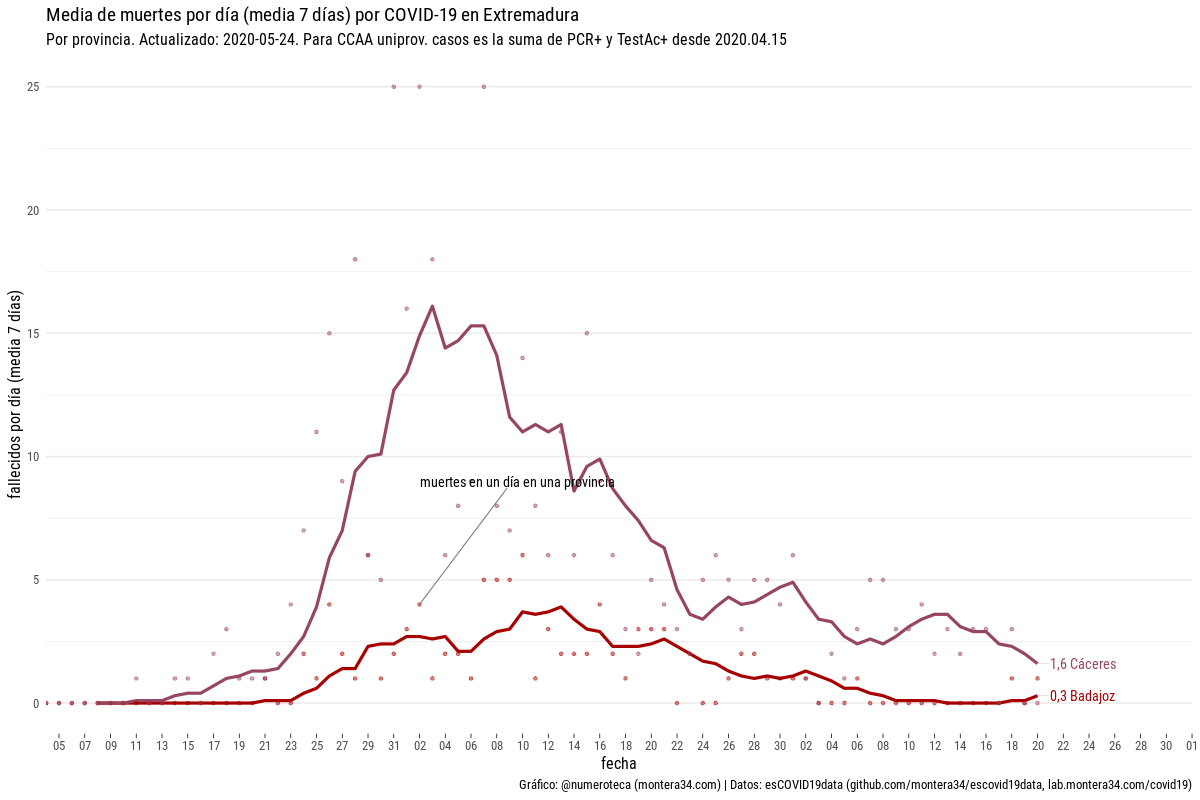 Media de muertes por día (media 7 días) por COVID-19 en Extremadura
Por provincia. Actualizado: 2020-05-24. Para CCAA uniprov. casos es la suma de PCR+ y TestAc+ desde 2020.04.15
fallecidos por día (media 7 días)
25
20
15
10
5
0
muertes en un día en una provincia
1,6 Cáceres
0,3 Badajoz
05 07 09 11 13 15 17 19 21 23 25 27 29 31 02 04 06 08 10 12 14 16 18 20 22 24 26 28 30 02 04 06 08 10 12 14 16 18 20 22 24 26 28 30 01
fecha
Gráfico: @numeroteca (montera34.com) | Datos: esCOVID19data (github.com/montera34/escovid19data, lab.montera34.com/covid19)